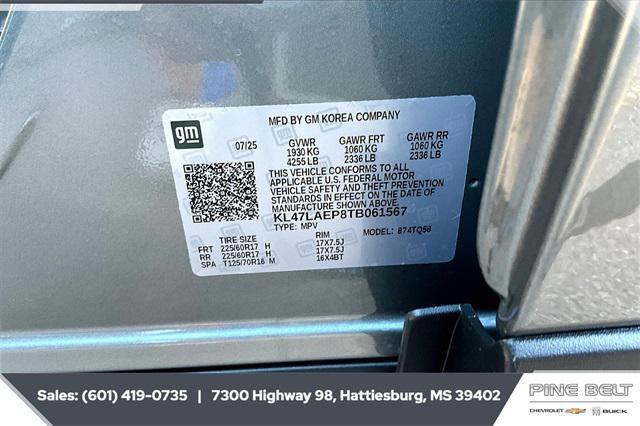 gm
MFD BY GM KOREA COMPANY
07/25 GVWR GAWR FRT GAWR RR
1930 KG 1060 KG 1060 KG
4255 LB 2336 LB 2336 LB
THIS VEHICLE CONFORMS TO ALL
APPLICABLE U.S. FEDERAL MOTOR
VEHICLE SAFETY AND THEFT PREVENTION
STANDARDS IN EFFECT ON THE DATE OF
MANUFACTURE SHOWN ABOVE.
KL47LAEP8TB061567
TYPE: MPV MODEL: 874TQ58
TIRE SIZE RIM
FRT 225/60R17 H 17X7.5J
RR 225/60R17 H 17X7.5J
SPA T125/70R16 M 16X4BT
Sales: (601) 419-0735 | 7300 Highway 98, Hattiesburg, MS 39402
PINE BELT
CHEVROLET BUICK